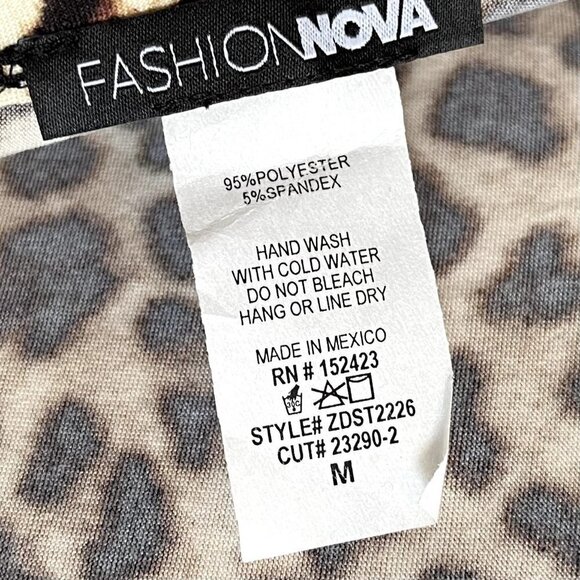 FASHIONNOVA
95%POLYESTER
5%SPANDEX
HAND WASH
WITH COLD WATER
DO NOT BLEACH
HANG OR LINE DRY
MADE IN MEXICO
RN # 152423
STYLE# ZDST2226
CUT# 23290-2
M